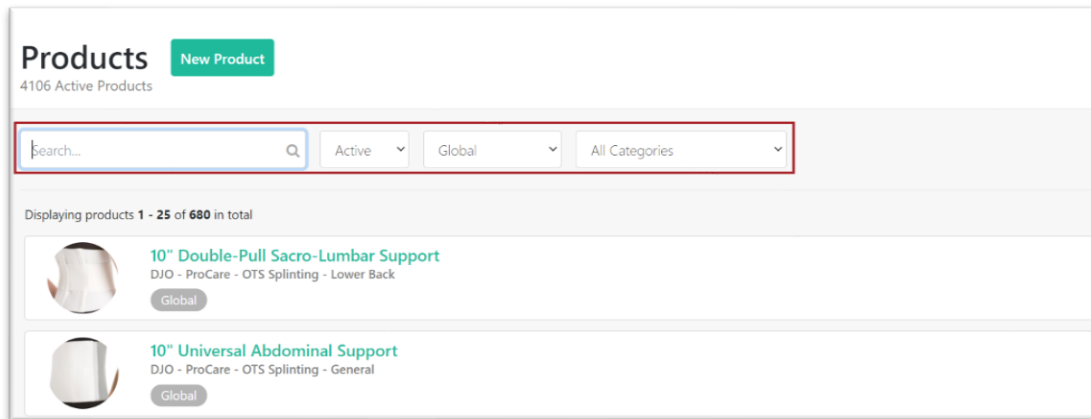 Products
New Product
4106 Active Products
Search...
Active
Global
All Categories
Displaying products 1 - 25 of 680 in total
10" Double-Pull Sacro-Lumbar Support
DJO - ProCare - OTS Splinting - Lower Back
Global
10" Universal Abdominal Support
DJO - ProCare - OTS Splinting - General
Global